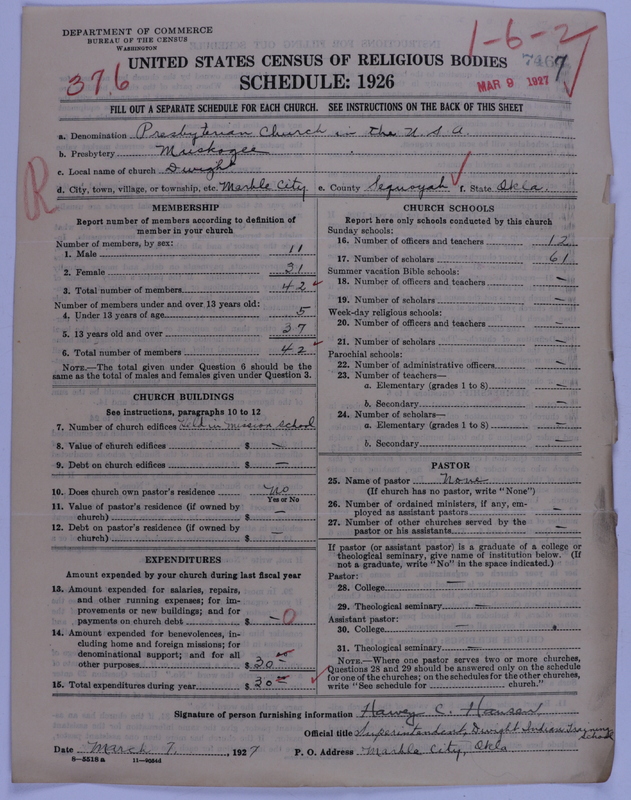 DEPARTMENT OF COMMERCE
BUREAU OF THE CENSUS
WASHINGTON
1-6-2
7467
376
MAR 9 1927
UNITED STATES CENSUS OF RELIGIOUS BODIES
SCHEDULE: 1926
FILL OUT A SEPARATE SCHEDULE FOR EACH CHURCH. SEE INSTRUCTIONS ON THE BACK OF THIS SHEET
a. Denomination Presbyterian Church in the U.S.A.
b. Presbytery Muskogee
c. Local name of church Dwight
R
d. City, town, village, or township, etc. Marble City e. County Sequoyah f. State Okla.
MEMBERSHIP
Report number of members according to definition of
member in your church
Number of members, by sex:
1. Male 11
2. Female 31
3. Total number of members 42
Number of members under and over 13 years old:
4. Under 13 years of age 5
5. 13 years old and over 37
6. Total number of members 42
NOTE.—The total given under Question 6 should be the
same as the total of males and females given under Question 3.
CHURCH BUILDINGS
See instructions, paragraphs 10 to 12
7. Number of church edifices Held in Mission School
8. Value of church edifices $ —
9. Debt on church edifices $ —
10. Does church own pastor's residence No
Yes or No
11. Value of pastor's residence (if owned by
church) $ —
12. Debt on pastor's residence (if owned by
church) $ —
EXPENDITURES
Amount expended by your church during last fiscal year
13. Amount expended for salaries, repairs,
and other running expenses; for im-
provements or new buildings; and for
payments on church debt $ — 0
14. Amount expended for benevolences, in-
cluding home and foreign missions; for
denominational support; and for all
other purposes $ 30 00
15. Total expenditures during year $ 30 00
CHURCH SCHOOLS
Report here only schools conducted by this church
Sunday schools:
16. Number of officers and teachers 12
17. Number of scholars 61
Summer vacation Bible schools:
18. Number of officers and teachers —
19. Number of scholars —
Week-day religious schools:
20. Number of officers and teachers —
21. Number of scholars —
Parochial schools:
22. Number of administrative officers —
23. Number of teachers—
a. Elementary (grades 1 to 8) —
b. Secondary —
24. Number of scholars—
a. Elementary (grades 1 to 8) —
b. Secondary —
PASTOR
25. Name of pastor None
(If church has no pastor, write "None")
26. Number of ordained ministers, if any, em-
ployed as assistant pastors —
27. Number of other churches served by the
pastor or his assistants —
If pastor (or assistant pastor) is a graduate of a college or
theological seminary, give name of institution below. (If
not a graduate, write "No" in the space indicated.)
Pastor:
28. College —
29. Theological seminary —
Assistant pastor:
30. College —
31. Theological seminary —
NOTE.—Where one pastor serves two or more churches,
Questions 28 and 29 should be answered only on the schedule
for one of the churches; on the schedules for the other churches,
write "See schedule for church."
Signature of person furnishing information Harvey C. Hansen
Official title Superintendent, Dwight Indian Training School
Date March 7, 1927 P. O. Address Marble City, Okla
8—5518a 11—9054d